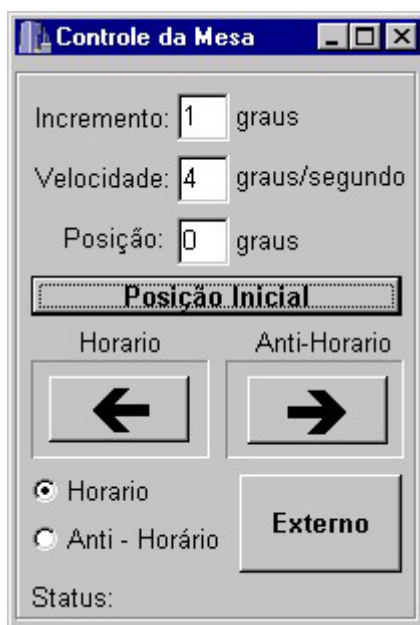 Controle da Mesa
Incremento: 1 graus
Velocidade: 4 graus/segundo
Posição: 0 graus
Posição Inicial
Horario Anti-Horario
Horario
Anti - Horário
Externo
Status: